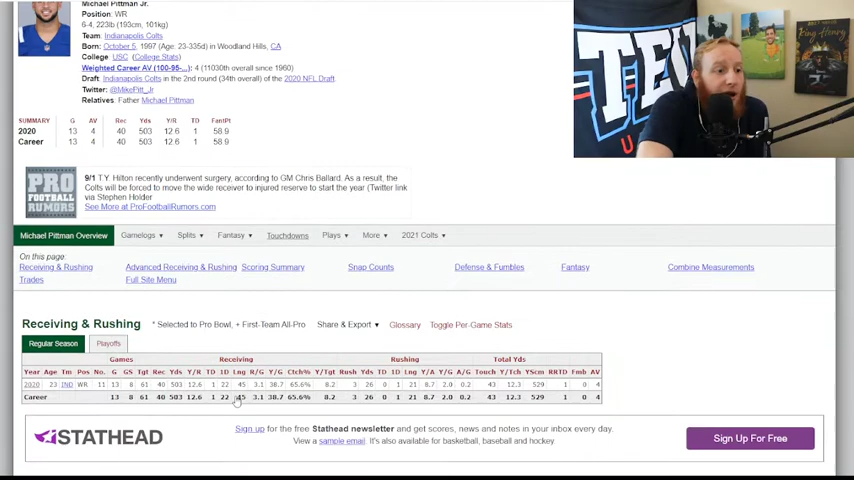 Michael Pittman Jr.
Position: WR
6-4, 223lb (193cm, 101kg)
Team: Indianapolis Colts
Born: October 5, 1997 (Age: 23-335d) in Woodland Hills, CA
College: USC (College Stats)
Weighted Career AV (100-95-...): 4 (11030th overall since 1960)
Draft: Indianapolis Colts in the 2nd round (34th overall) of the 2020 NFL Draft
Twitter: @MikePitt_Jr
Relatives: Father Michael Pittman
SUMMARY G AV Rec Yds Y/R TD FantPt
2020 13 4 40 503 12.6 1 58.9
Career 13 4 40 503 12.6 1 58.9
PRO FOOTBALL RUMORS
9/1 T.Y. Hilton recently underwent surgery, according to GM Chris Ballard. As a result, the
Colts will be forced to move the wide receiver to injured reserve to start the year (Twitter link
via Stephen Holder
See More at ProFootballRumors.com
Michael Pittman Overview Gamelogs ▼ Splits ▼ Fantasy ▼ Touchdowns Plays ▼ More ▼ 2021 Colts ▼
On this page:
Receiving & Rushing Advanced Receiving & Rushing Scoring Summary Snap Counts Defense & Fumbles Fantasy Combine Measurements
Trades Full Site Menu
Receiving & Rushing * Selected to Pro Bowl, + First-Team All-Pro Share & Export ▼ Glossary Toggle Per-Game Stats
Regular Season Playoffs
Games Receiving Rushing Total Yds
Year Age Tm Pos No. G GS Tgt Rec Yds Y/R TD 1D Lng R/G Y/G Ctch% Y/Tgt Rush Yds TD 1D Lng Y/A Y/G A/G Touch Y/Tch YScm RRTD Fmb AV
2020 23 IND WR 11 13 8 61 40 503 12.6 1 22 45 3.1 38.7 65.6% 8.2 3 26 0 1 21 8.7 2.0 0.2 43 12.3 529 1 0 4
Career 13 8 61 40 503 12.6 1 22 45 3.1 38.7 65.6% 8.2 3 26 0 1 21 8.7 2.0 0.2 43 12.3 529 1 0 4
STATHEAD
Sign up for the free Stathead newsletter and get scores, news and notes in your inbox every day.
View a sample email. It's also available for basketball, baseball and hockey.
Sign Up For Free
TEN
King Henry